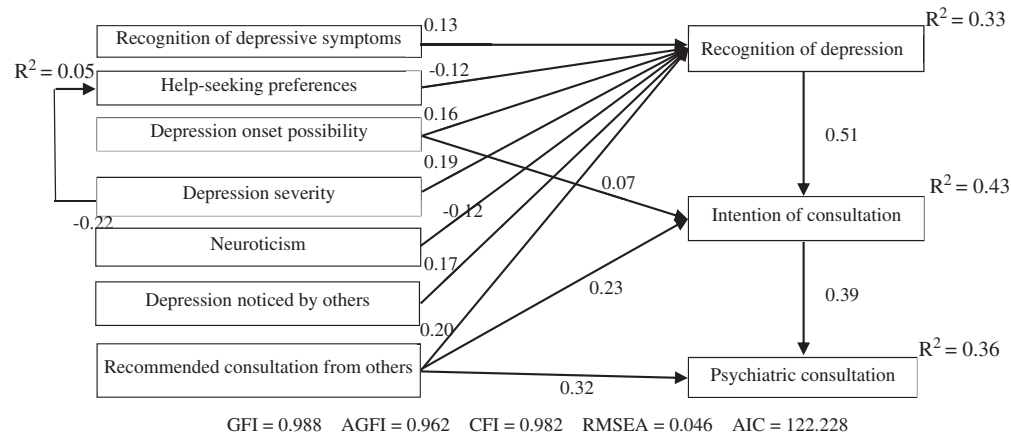 0.13
Recognition of depressive symptoms
R² = 0.33
Recognition of depression
R² = 0.05
-0.12
Help-seeking preferences
0.16
Depression onset possibility
0.51
0.19
Depression severity
0.07
R² = 0.43
-0.22
-0.12
Intention of consultation
Neuroticism
0.17
Depression noticed by others
0.23
0.39
0.20
Recommended consultation from others
R² = 0.36
0.32
Psychiatric consultation
GFI = 0.988 AGFI = 0.962 CFI = 0.982 RMSEA = 0.046 AIC = 122.228